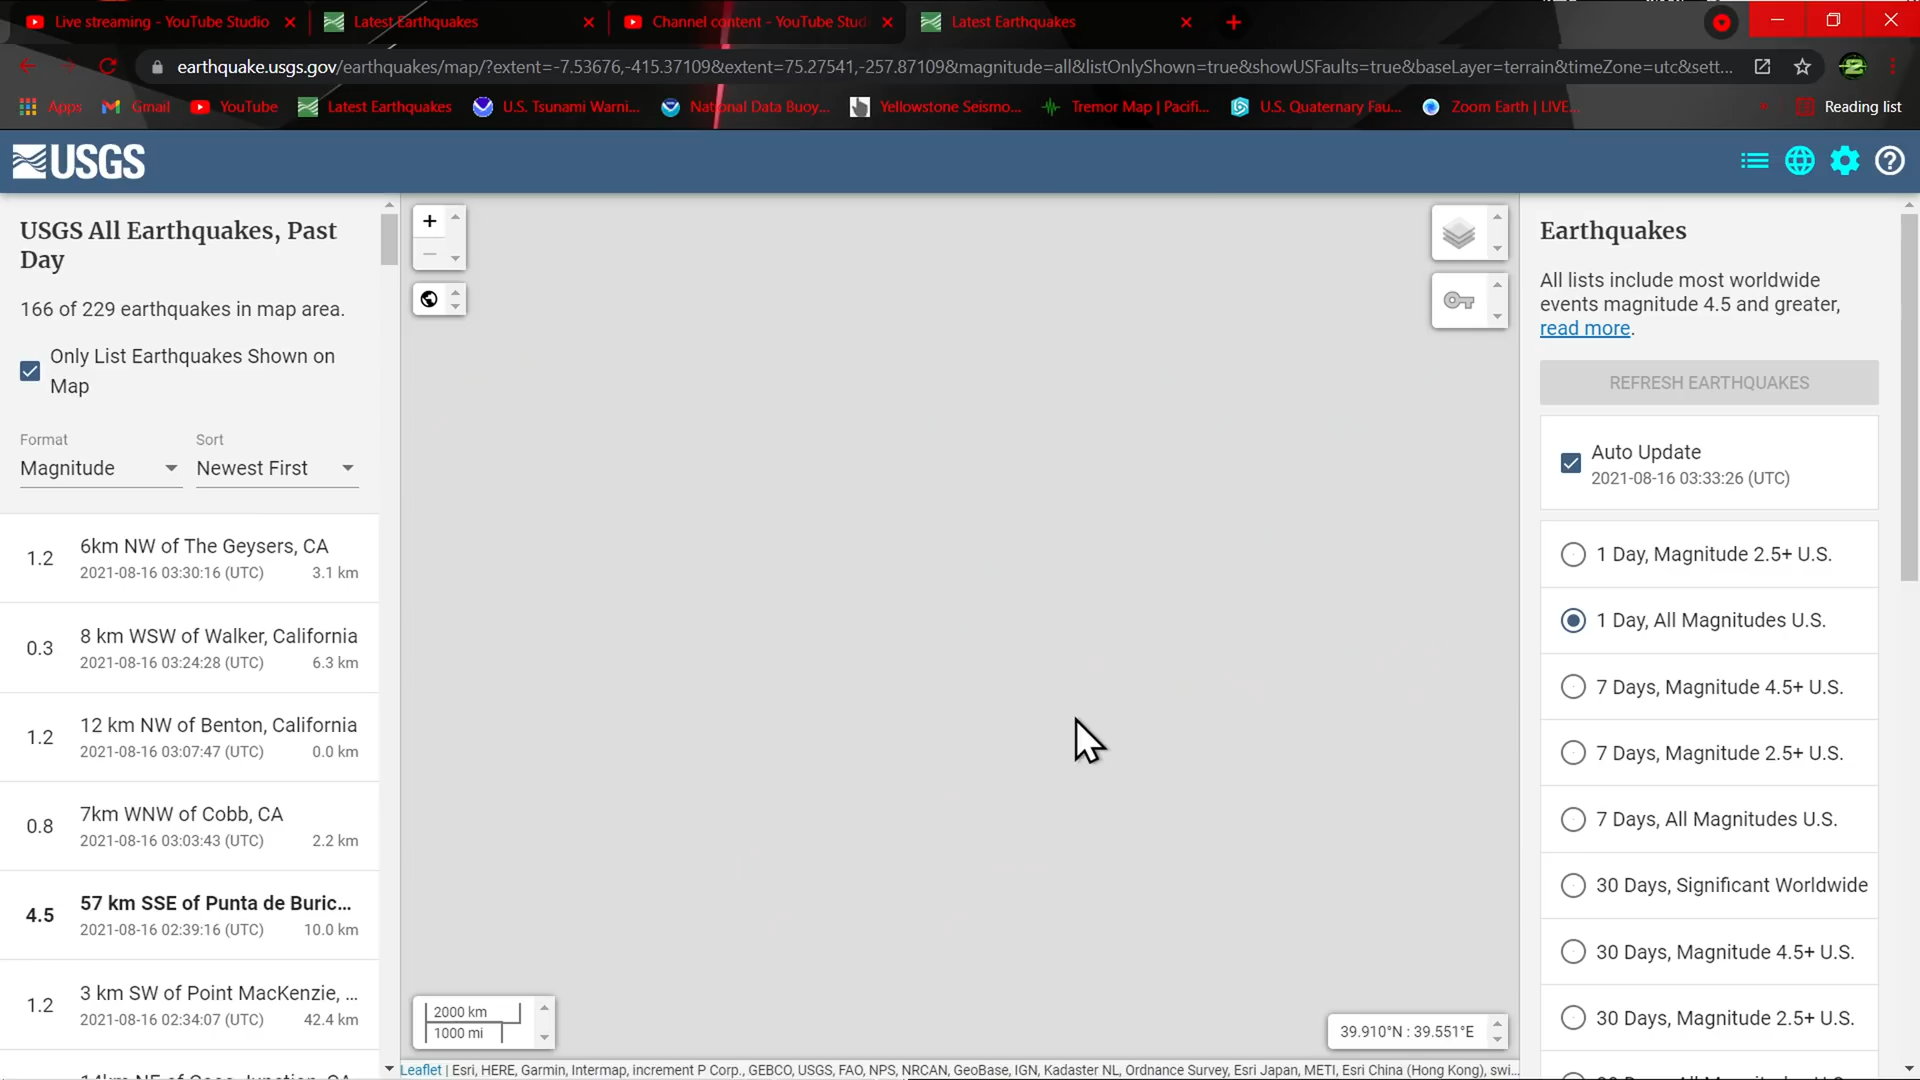 Live streaming - YouTube Studio
Latest Earthquakes
Channel content - YouTube Stud
Latest Earthquakes
earthquake.usgs.gov/earthquakes/map/?extent=-7.53676,-415.37109&extent=75.27541,-257.87109&magnitude=all&listOnlyShown=true&showUSFaults=true&baseLayer=terrain&timeZone=utc&sett...
Apps
Gmail
YouTube
Latest Earthquakes
U.S. Tsunami Warni...
National Data Buoy...
Yellowstone Seismo...
Tremor Map | Pacifi...
U.S. Quaternary Fau...
Zoom Earth | LIVE...
Reading list
USGS
USGS All Earthquakes, Past
Day
166 of 229 earthquakes in map area.
Only List Earthquakes Shown on
Map
Format
Sort
Magnitude
Newest First
1.2
6km NW of The Geysers, CA
2021-08-16 03:30:16 (UTC)
3.1 km
0.3
8 km WSW of Walker, California
2021-08-16 03:24:28 (UTC)
6.3 km
1.2
12 km NW of Benton, California
2021-08-16 03:07:47 (UTC)
0.0 km
0.8
7km WNW of Cobb, CA
2021-08-16 03:03:43 (UTC)
2.2 km
4.5
57 km SSE of Punta de Buric...
2021-08-16 02:39:16 (UTC)
10.0 km
1.2
3 km SW of Point MacKenzie, ...
2021-08-16 02:34:07 (UTC)
42.4 km
+
−
2000 km
1000 mi
39.910°N : 39.551°E
Leaflet | Esri, HERE, Garmin, Intermap, increment P Corp., GEBCO, USGS, FAO, NPS, NRCAN, GeoBase, IGN, Kadaster NL, Ordnance Survey, Esri Japan, METI, Esri China (Hong Kong), swi...
Earthquakes
All lists include most worldwide
events magnitude 4.5 and greater,
read more.
REFRESH EARTHQUAKES
Auto Update
2021-08-16 03:33:26 (UTC)
1 Day, Magnitude 2.5+ U.S.
1 Day, All Magnitudes U.S.
7 Days, Magnitude 4.5+ U.S.
7 Days, Magnitude 2.5+ U.S.
7 Days, All Magnitudes U.S.
30 Days, Significant Worldwide
30 Days, Magnitude 4.5+ U.S.
30 Days, Magnitude 2.5+ U.S.